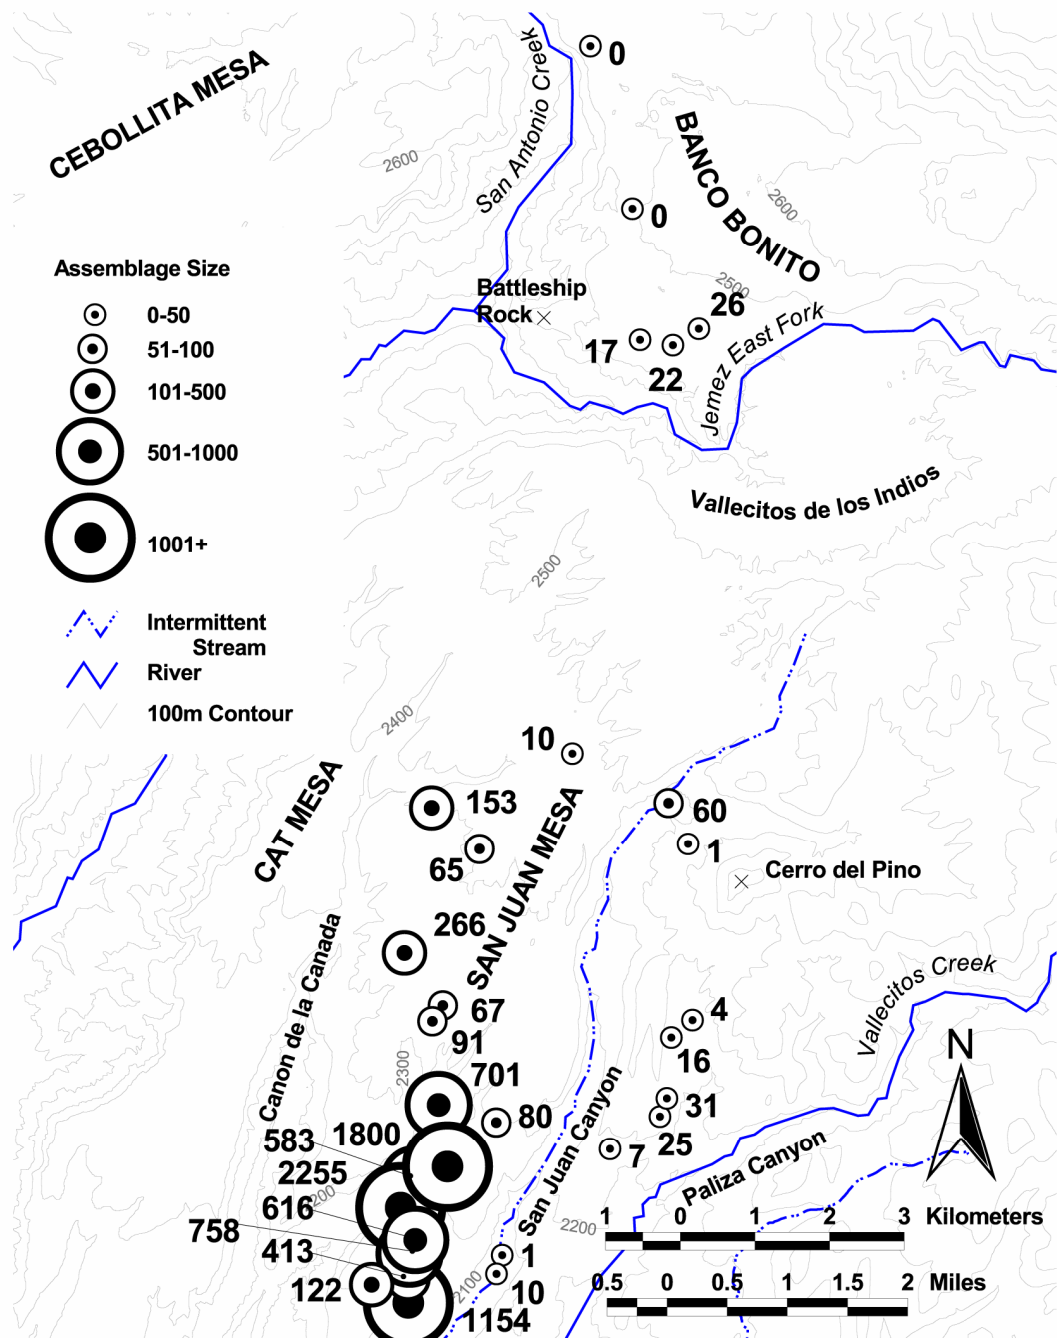 0
San Antonio Creek
CEBOLLITA MESA
BANCO BONITO
2600
2600
0
Assemblage Size
0-50
51-100
101-500
501-1000
1001+
Intermittent
Stream
River
100m Contour
Battleship
Rock
2500
26
17
22
Jemez East Fork
Vallecitos de los Indios
2500
2400
10
CAT MESA
153
65
SAN JUAN MESA
60
1
Cerro del Pino
266
Canon de la Canada
67
91
2300
701
80
4
16
31
25
7
Vallecitos Creek
N
San Juan Canyon
Paliza Canyon
583
1800
2255
200
616
758
413
122
1154
2100
1
10
2200
1 0 1 2 3 Kilometers
0.5 0 0.5 1 1.5 2 Miles